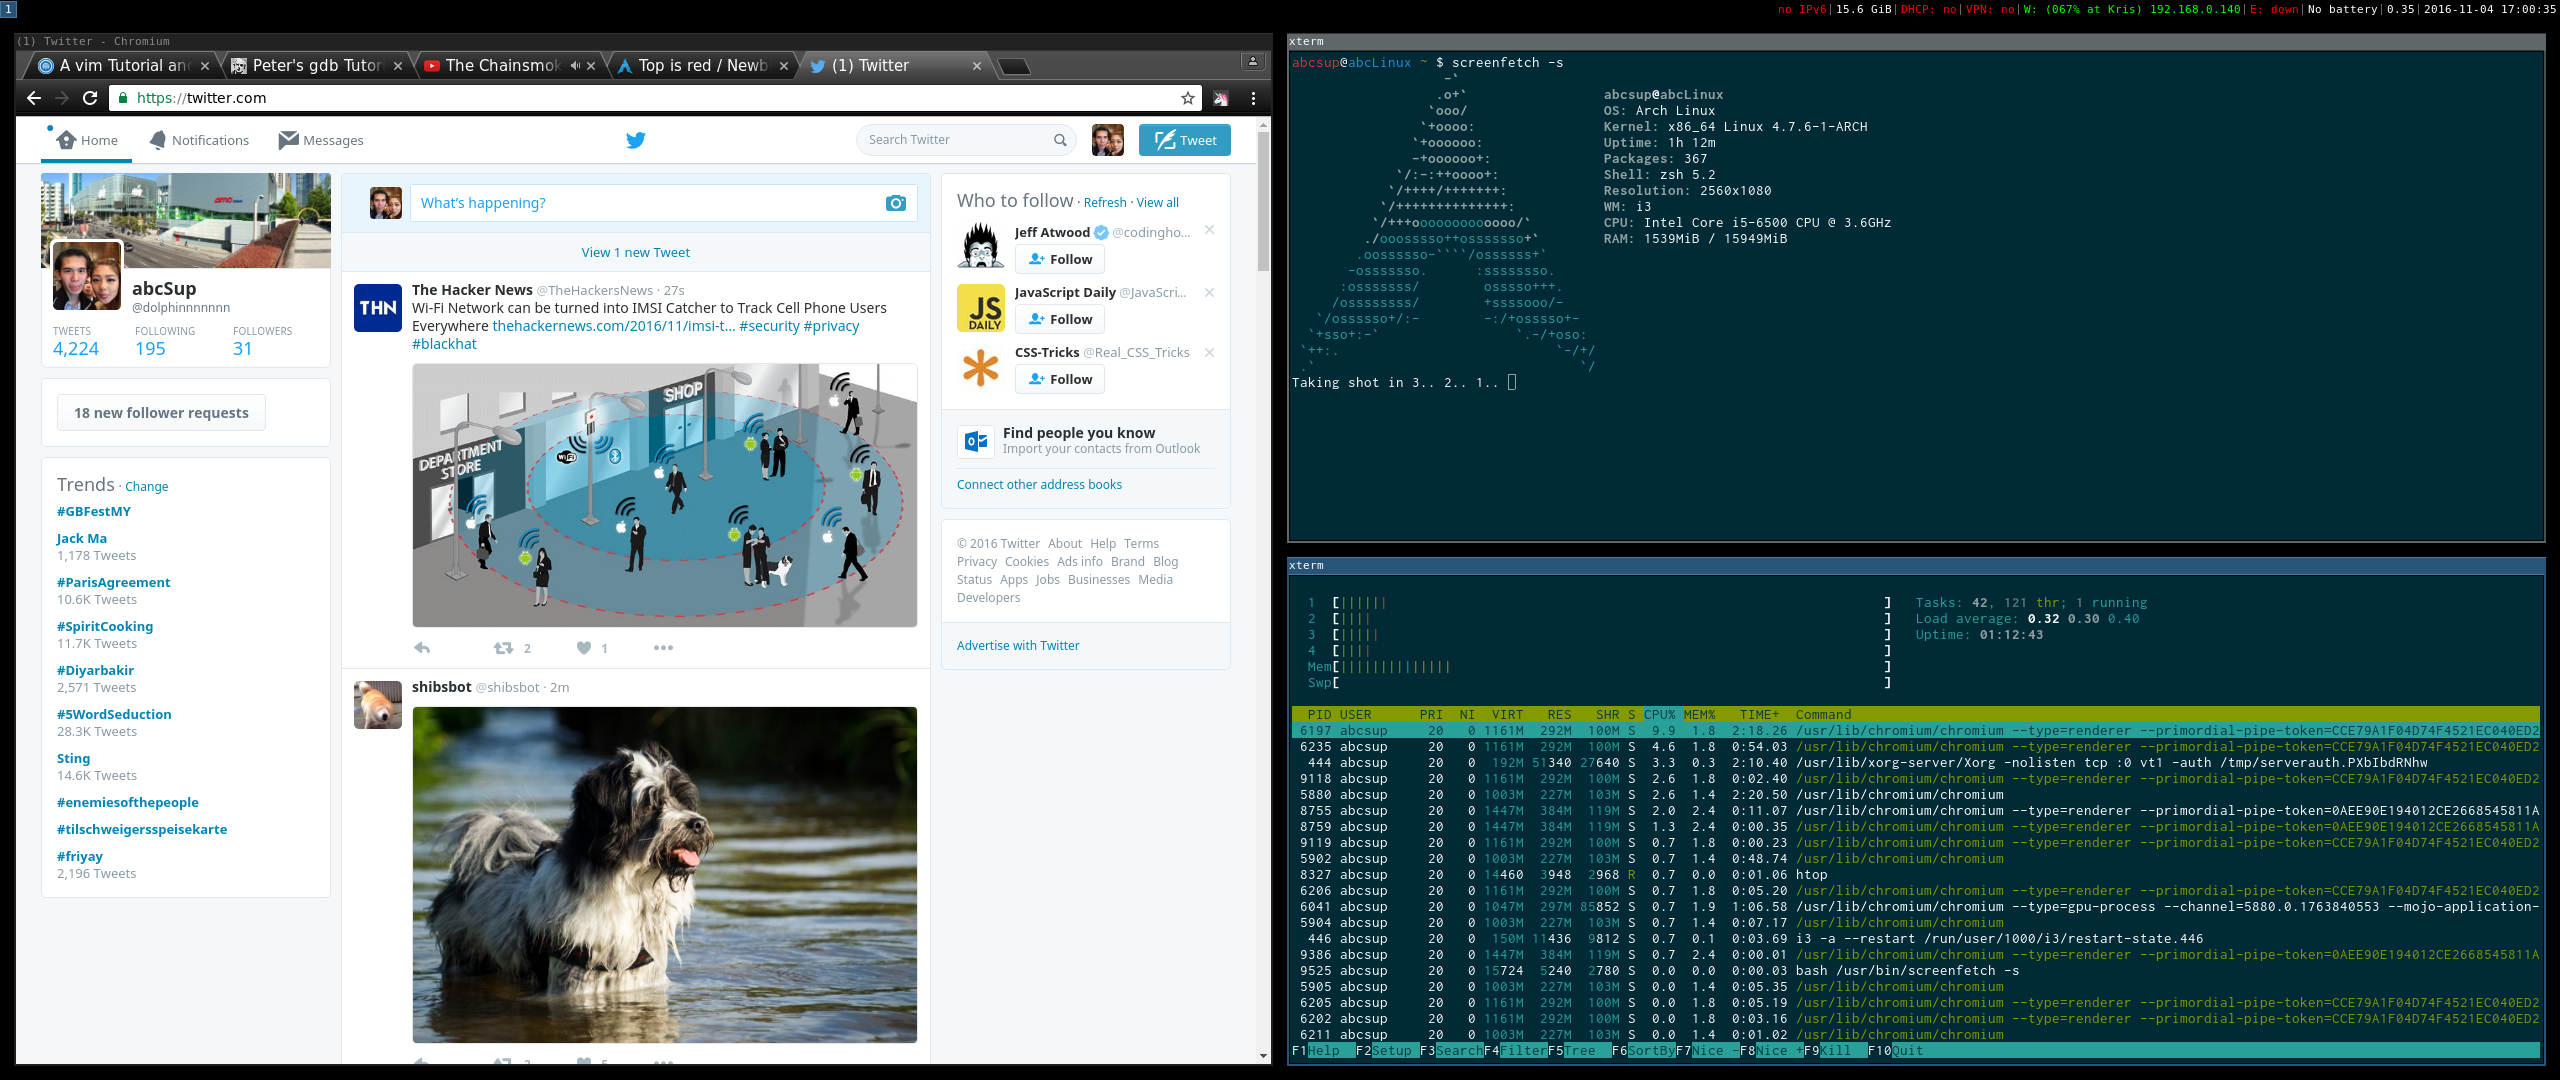 1
no IPv6|15.6 GiB|DHCP: no|VPN: no|W: (067% at Kris) 192.168.0.140|E: down|No battery|0.35|2016-11-04 17:00:35
(1) Twitter - Chromium
A vim Tutorial an
Peter's gdb Tutor
The Chainsmok
Top is red / Newb
(1) Twitter
https://twitter.com
Home
Notifications
Messages
Search Twitter
Tweet
abcSup
@dolphinnnnnnn
TWEETS FOLLOWING FOLLOWERS
4,224 195 31
18 new follower requests
Trends · Change
#GBFestMY
Jack Ma
1,178 Tweets
#ParisAgreement
10.6K Tweets
#SpiritCooking
11.7K Tweets
#Diyarbakir
2,571 Tweets
#5WordSeduction
28.3K Tweets
Sting
14.6K Tweets
#enemiesofthepeople
#tilschweigersspeisekarte
#friyay
2,196 Tweets
What's happening?
View 1 new Tweet
THN
The Hacker News @TheHackersNews · 27s
Wi-Fi Network can be turned into IMSI Catcher to Track Cell Phone Users
Everywhere thehackernews.com/2016/11/imsi-t... #security #privacy
#blackhat
SHOP
DEPARTMENT
STORE
WiFi
2 1
shibsbot @shibsbot · 2m
Who to follow · Refresh · View all
Jeff Atwood @codingho...
Follow
JS
DAILY
JavaScript Daily @JavaScri...
Follow
CSS-Tricks @Real_CSS_Tricks
Follow
Find people you know
Import your contacts from Outlook
Connect other address books
© 2016 Twitter About Help Terms
Privacy Cookies Ads info Brand Blog
Status Apps Jobs Businesses Media
Developers
Advertise with Twitter
xterm
abcsup@abcLinux ~ $ screenfetch -s
abcsup@abcLinux
OS: Arch Linux
Kernel: x86_64 Linux 4.7.6-1-ARCH
Uptime: 1h 12m
Packages: 367
Shell: zsh 5.2
Resolution: 2560x1080
WM: i3
CPU: Intel Core i5-6500 CPU @ 3.6GHz
RAM: 1539MiB / 15949MiB
Taking shot in 3.. 2.. 1..
xterm
1 [||||||] Tasks: 42, 121 thr; 1 running
2 [||||] Load average: 0.32 0.30 0.40
3 [|||||] Uptime: 01:12:43
4 [||||]
Mem[||||||||||||||]
Swp[]
PID USER PRI NI VIRT RES SHR S CPU% MEM% TIME+ Command
6197 abcsup 20 0 1161M 292M 100M S 9.9 1.8 2:18.26 /usr/lib/chromium/chromium --type=renderer --primordial-pipe-token=CCE79A1F04D74F4521EC040ED2
6235 abcsup 20 0 1161M 292M 100M S 4.6 1.8 0:54.03 /usr/lib/chromium/chromium --type=renderer --primordial-pipe-token=CCE79A1F04D74F4521EC040ED2
444 abcsup 20 0 192M 51340 27640 S 3.3 0.3 2:10.40 /usr/lib/xorg-server/Xorg -nolisten tcp :0 vt1 -auth /tmp/serverauth.PXbIbdRNhw
9118 abcsup 20 0 1161M 292M 100M S 2.6 1.8 0:02.40 /usr/lib/chromium/chromium --type=renderer --primordial-pipe-token=CCE79A1F04D74F4521EC040ED2
5880 abcsup 20 0 1003M 227M 103M S 2.6 1.4 2:20.50 /usr/lib/chromium/chromium
8755 abcsup 20 0 1447M 384M 119M S 2.0 2.4 0:11.07 /usr/lib/chromium/chromium --type=renderer --primordial-pipe-token=0AEE90E194012CE2668545811A
8759 abcsup 20 0 1447M 384M 119M S 1.3 2.4 0:00.35 /usr/lib/chromium/chromium --type=renderer --primordial-pipe-token=0AEE90E194012CE2668545811A
9119 abcsup 20 0 1161M 292M 100M S 0.7 1.8 0:00.23 /usr/lib/chromium/chromium --type=renderer --primordial-pipe-token=CCE79A1F04D74F4521EC040ED2
5902 abcsup 20 0 1003M 227M 103M S 0.7 1.4 0:48.74 /usr/lib/chromium/chromium
8327 abcsup 20 0 14460 3948 2968 R 0.7 0.0 0:01.06 htop
6206 abcsup 20 0 1161M 292M 100M S 0.7 1.8 0:05.20 /usr/lib/chromium/chromium --type=renderer --primordial-pipe-token=CCE79A1F04D74F4521EC040ED2
6041 abcsup 20 0 1047M 297M 85852 S 0.7 1.9 1:06.58 /usr/lib/chromium/chromium --type=gpu-process --channel=5880.0.1763840553 --mojo-application-
5904 abcsup 20 0 1003M 227M 103M S 0.7 1.4 0:07.17 /usr/lib/chromium/chromium
446 abcsup 20 0 150M 11436 9812 S 0.7 0.1 0:03.69 i3 -a --restart /run/user/1000/i3/restart-state.446
9386 abcsup 20 0 1447M 384M 119M S 0.7 2.4 0:00.01 /usr/lib/chromium/chromium --type=renderer --primordial-pipe-token=0AEE90E194012CE2668545811A
9525 abcsup 20 0 15724 5240 2780 S 0.0 0.0 0:00.03 bash /usr/bin/screenfetch -s
5905 abcsup 20 0 1003M 227M 103M S 0.0 1.4 0:05.35 /usr/lib/chromium/chromium
6205 abcsup 20 0 1161M 292M 100M S 0.0 1.8 0:05.19 /usr/lib/chromium/chromium --type=renderer --primordial-pipe-token=CCE79A1F04D74F4521EC040ED2
6202 abcsup 20 0 1161M 292M 100M S 0.0 1.8 0:03.16 /usr/lib/chromium/chromium --type=renderer --primordial-pipe-token=CCE79A1F04D74F4521EC040ED2
6211 abcsup 20 0 1003M 227M 103M S 0.0 1.4 0:01.02 /usr/lib/chromium/chromium
F1Help F2Setup F3SearchF4FilterF5Tree F6SortByF7Nice -F8Nice +F9Kill F10Quit